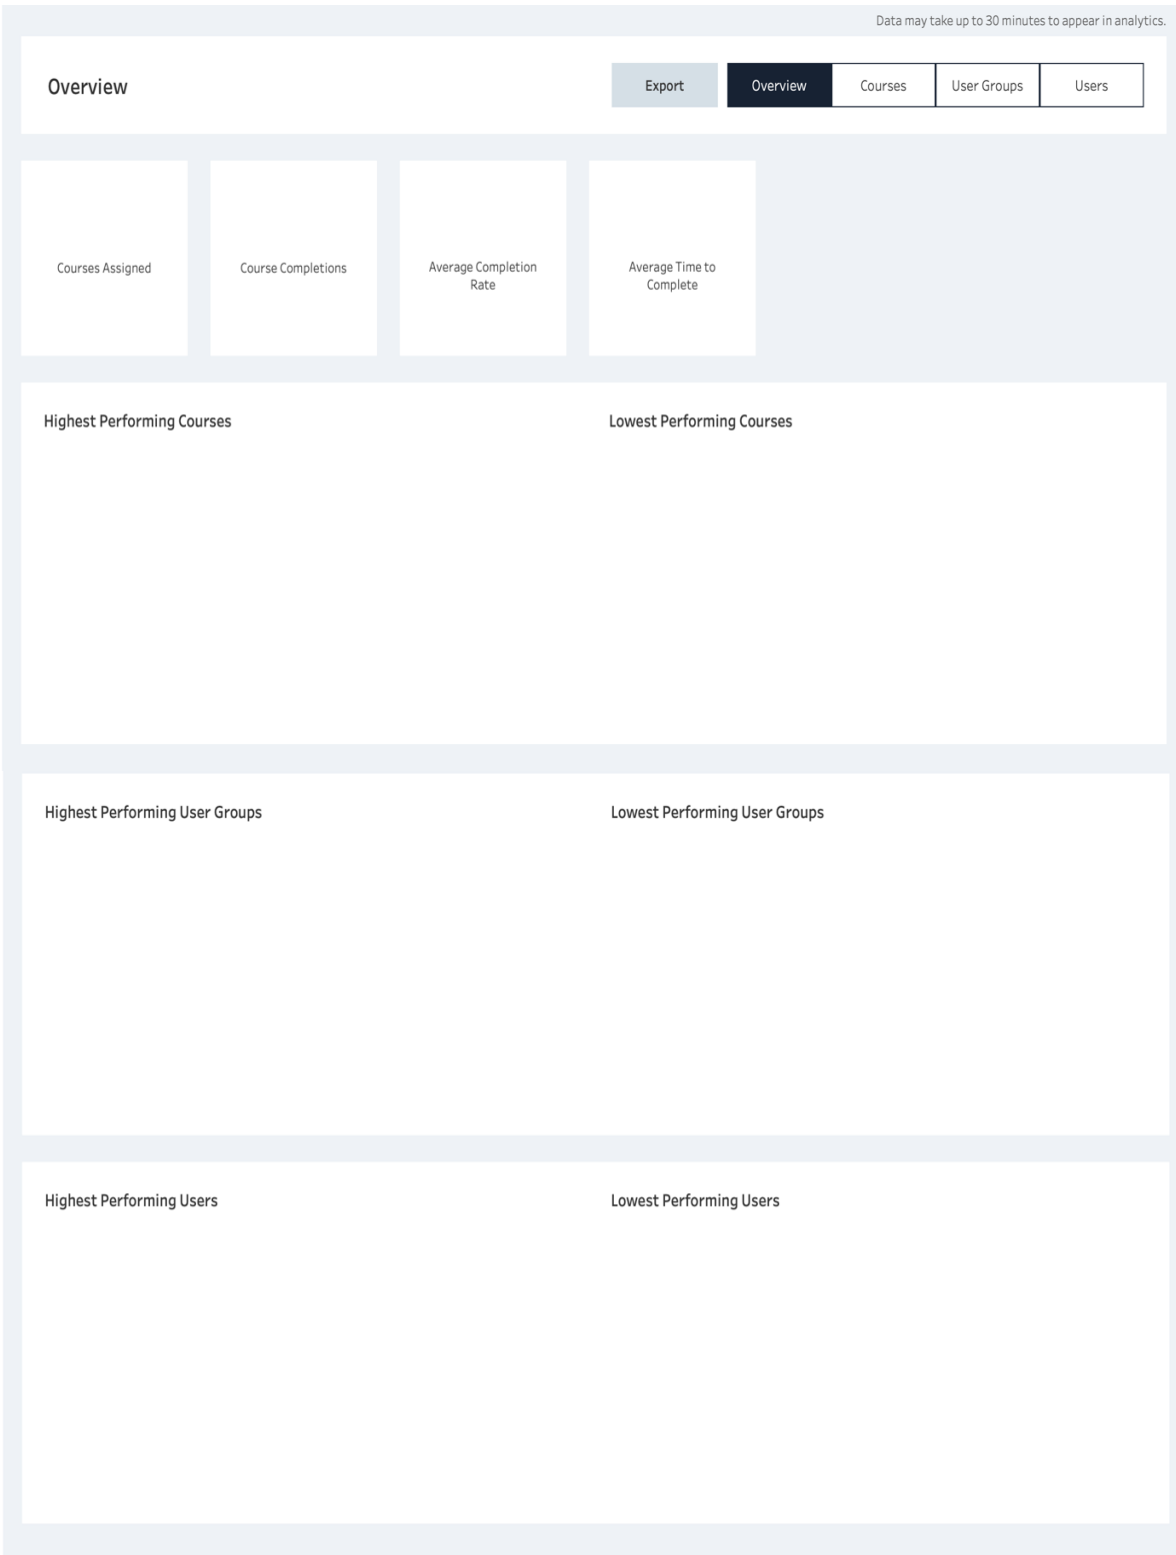 Data may take up to 30 minutes to appear in analytics.
Overview
Export
Overview
Courses
User Groups
Users
Courses Assigned
Course Completions
Average Completion
Rate
Average Time to
Complete
Highest Performing Courses
Lowest Performing Courses
Highest Performing User Groups
Lowest Performing User Groups
Highest Performing Users
Lowest Performing Users